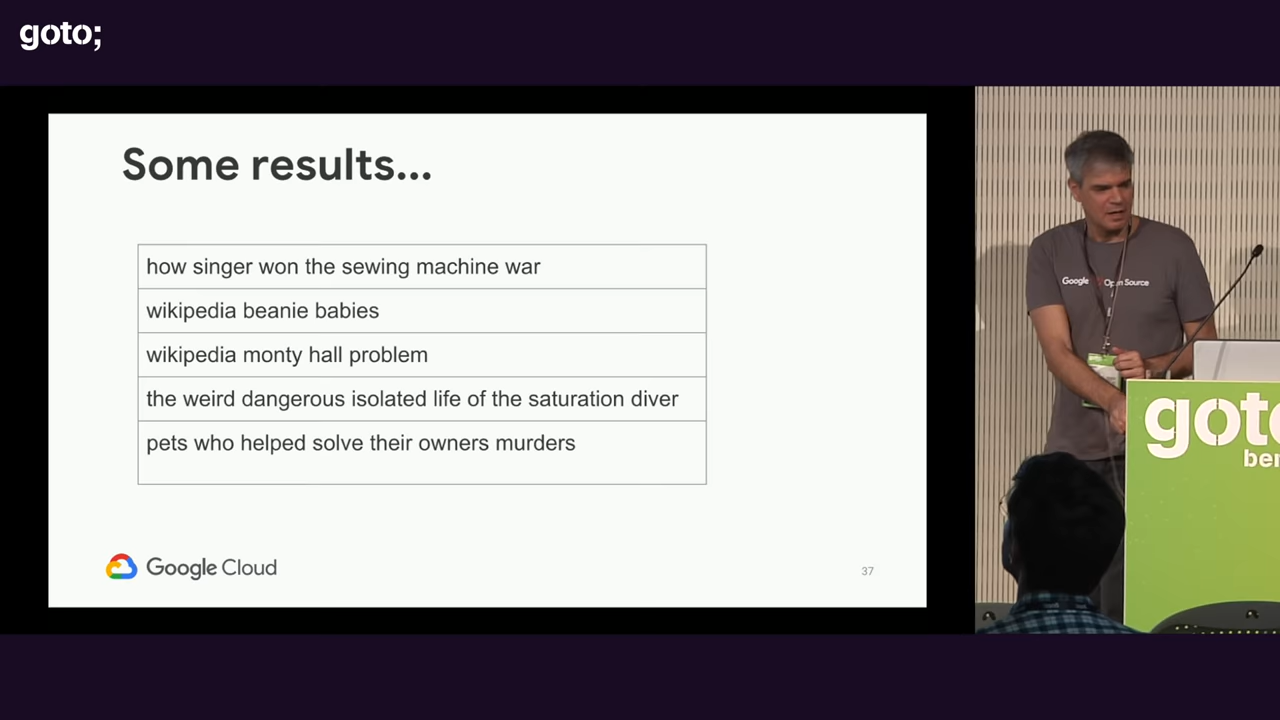 goto;
Some results...
how singer won the sewing machine war
wikipedia beanie babies
wikipedia monty hall problem
the weird dangerous isolated life of the saturation diver
pets who helped solve their owners murders
Google Cloud
37
Google Open Source
goto
ber